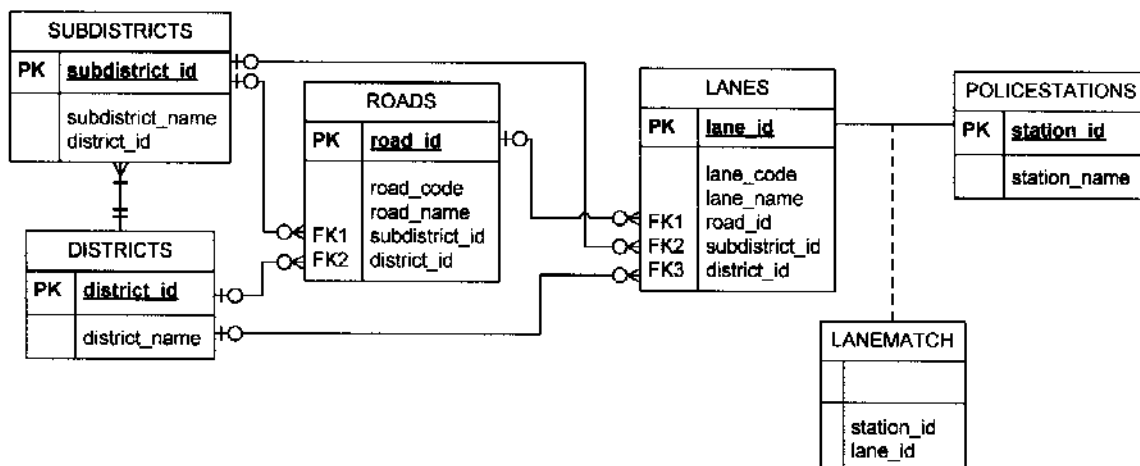 SUBDISTRICTS
PK subdistrict_id
subdistrict_name
district_id
DISTRICTS
PK district_id
district_name
ROADS
PK road_id
road_code
road_name
FK1 subdistrict_id
FK2 district_id
LANES
PK lane_id
lane_code
lane_name
FK1 road_id
FK2 subdistrict_id
FK3 district_id
POLICESTATIONS
PK station_id
station_name
LANEMATCH
station_id
lane_id